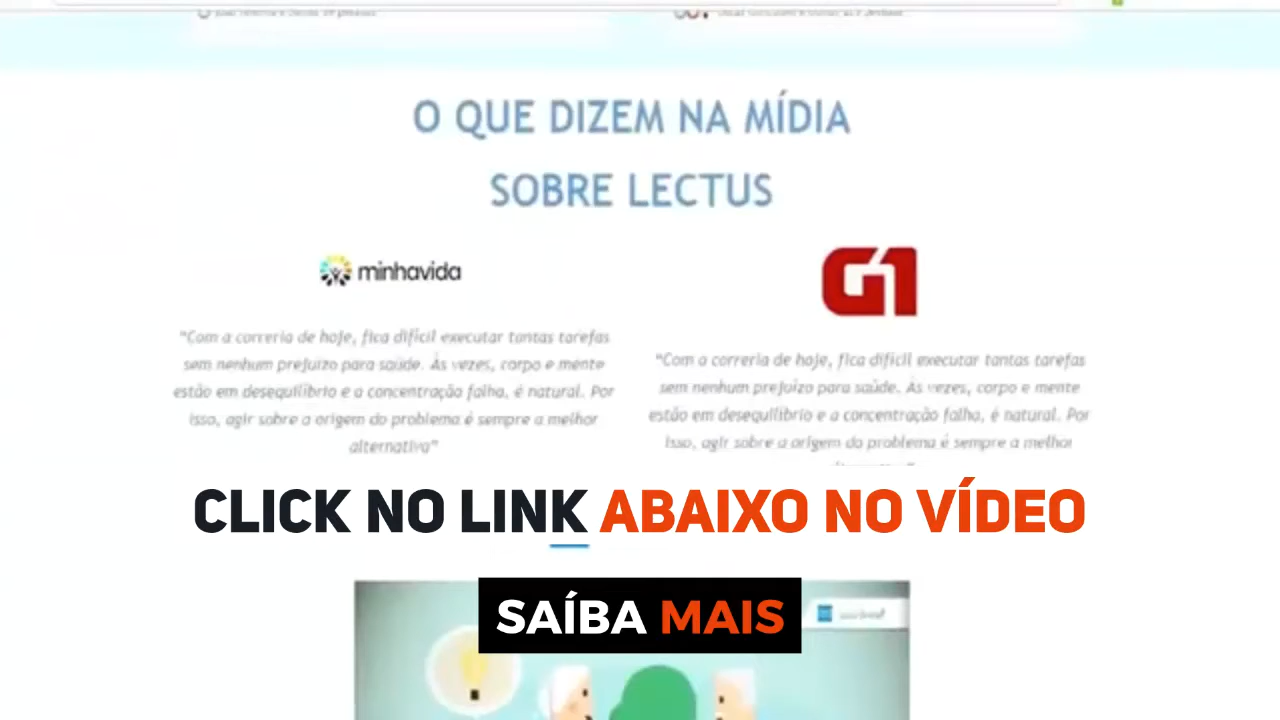 O QUE DIZEM NA MÍDIA
SOBRE LECTUS
minhavida
G1
"Com a correria de hoje, fica difícil executar tantas tarefas
sem nenhum prejuízo para saúde. Às vezes, corpo e mente
estão em desequilíbrio e a concentração falha, é natural. Por
isso, agir sobre a origem do problema é sempre a melhor
alternativa"
"Com a correria de hoje, fica difícil executar tantas tarefas
sem nenhum prejuízo para saúde. Às vezes, corpo e mente
estão em desequilíbrio e a concentração falha, é natural. Por
isso, agir sobre a origem do problema é sempre a melhor
CLICK NO LINK ABAIXO NO VÍDEO
SAÍBA MAIS